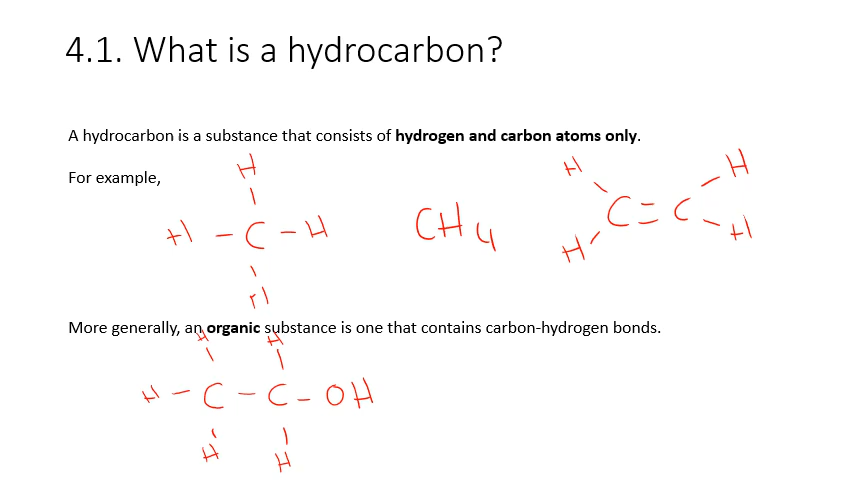 4.1. What is a hydrocarbon?
A hydrocarbon is a substance that consists of hydrogen and carbon atoms only.
For example,
H
H - C - H
H
CH4
H H
C = C
H H
More generally, an organic substance is one that contains carbon-hydrogen bonds.
H H
H - C - C - OH
H H